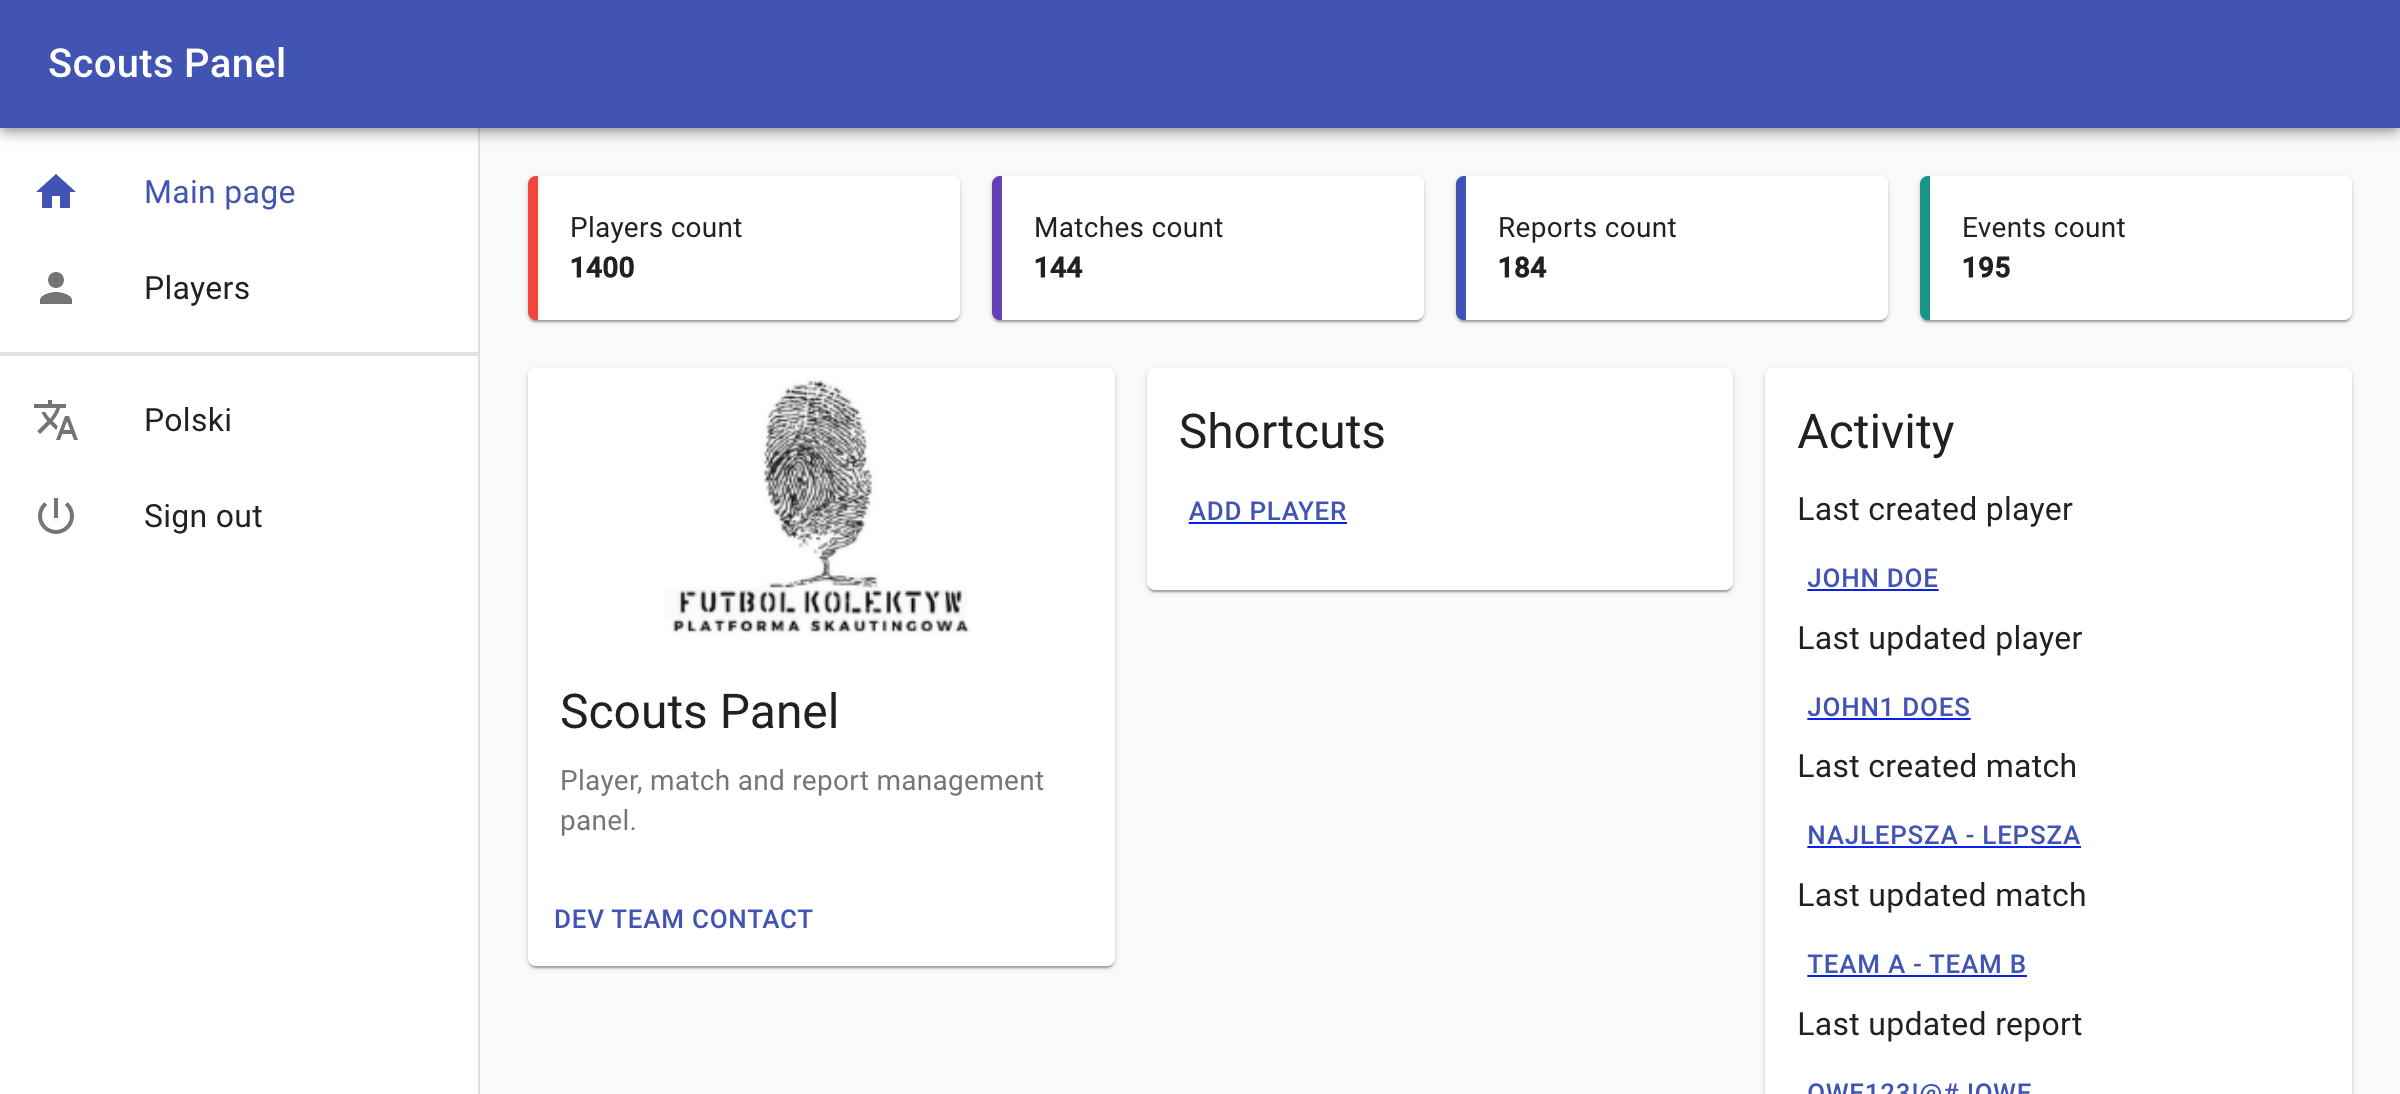 Scouts Panel
Main page
Players
Polski
Sign out
Players count
1400
Matches count
144
Reports count
184
Events count
195
FUTBOL KOLEKTYW
PLATFORMA SKAUTINGOWA
Scouts Panel
Player, match and report management
panel.
DEV TEAM CONTACT
Shortcuts
ADD PLAYER
Activity
Last created player
JOHN DOE
Last updated player
JOHN1 DOES
Last created match
NAJLEPSZA - LEPSZA
Last updated match
TEAM A - TEAM B
Last updated report